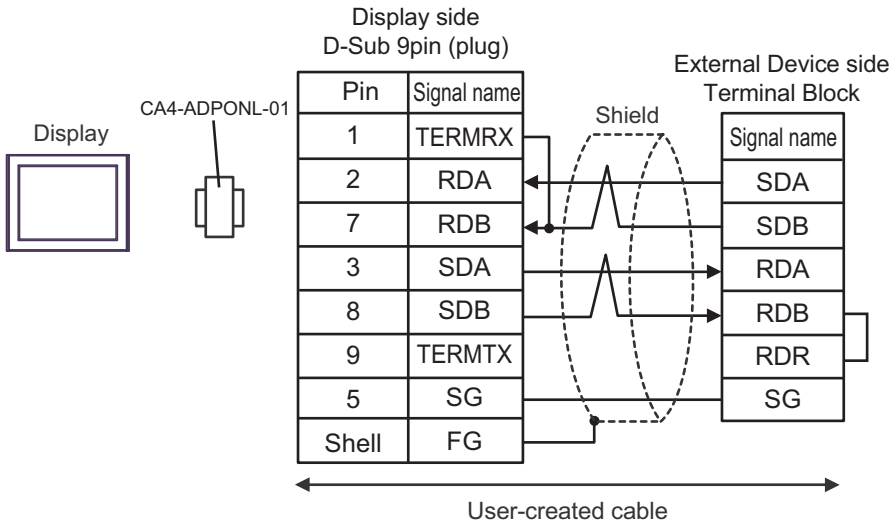 Display side
D-Sub 9pin (plug)
External Device side
Terminal Block
CA4-ADPONL-01
Display
Shield
Pin Signal name
1 TERMRX
2 RDA
7 RDB
3 SDA
8 SDB
9 TERMTX
5 SG
Shell FG
Signal name
SDA
SDB
RDA
RDB
RDR
SG
User-created cable